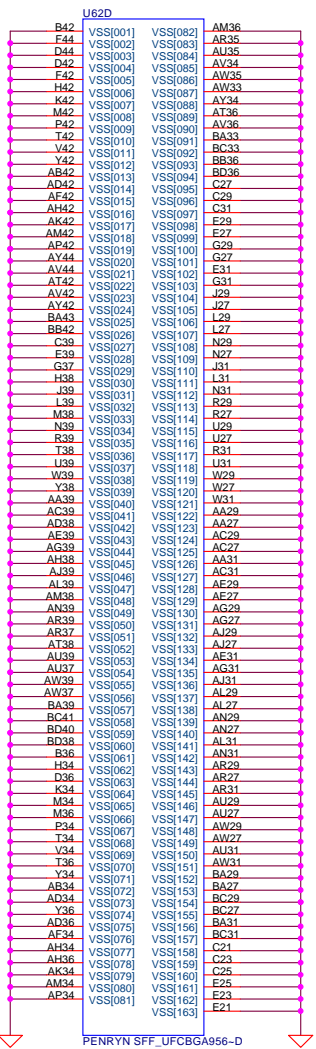 U62D
B42 VSS[001] VSS[082] AM36
F44 VSS[002] VSS[083] AR35
D44 VSS[003] VSS[084] AU35
D42 VSS[004] VSS[085] AV34
F42 VSS[005] VSS[086] AW35
H42 VSS[006] VSS[087] AW33
K42 VSS[007] VSS[088] AY34
M42 VSS[008] VSS[089] AT36
P42 VSS[009] VSS[090] AV36
T42 VSS[010] VSS[091] BA33
V42 VSS[011] VSS[092] BC33
Y42 VSS[012] VSS[093] BB36
AB42 VSS[013] VSS[094] BD36
AD42 VSS[014] VSS[095] C27
AF42 VSS[015] VSS[096] C29
AH42 VSS[016] VSS[097] C31
AK42 VSS[017] VSS[098] E29
AM42 VSS[018] VSS[099] E27
AP42 VSS[019] VSS[100] G29
AY44 VSS[020] VSS[101] G27
AV44 VSS[021] VSS[102] E31
AT42 VSS[022] VSS[103] G31
AV42 VSS[023] VSS[104] J29
AY42 VSS[024] VSS[105] J27
BA43 VSS[025] VSS[106] L29
BB42 VSS[026] VSS[107] L27
C39 VSS[027] VSS[108] N29
E39 VSS[028] VSS[109] N27
G37 VSS[029] VSS[110] J31
H38 VSS[030] VSS[111] L31
J39 VSS[031] VSS[112] N31
L39 VSS[032] VSS[113] R29
M38 VSS[033] VSS[114] R27
N39 VSS[034] VSS[115] U29
R39 VSS[035] VSS[116] U27
T38 VSS[036] VSS[117] R31
U39 VSS[037] VSS[118] U31
W39 VSS[038] VSS[119] W29
Y38 VSS[039] VSS[120] W27
AA39 VSS[040] VSS[121] W31
AC39 VSS[041] VSS[122] AA29
AD38 VSS[042] VSS[123] AA27
AE39 VSS[043] VSS[124] AC29
AG39 VSS[044] VSS[125] AC27
AH38 VSS[045] VSS[126] AA31
AJ39 VSS[046] VSS[127] AC31
AL39 VSS[047] VSS[128] AE29
AM38 VSS[048] VSS[129] AE27
AN39 VSS[049] VSS[130] AG29
AR39 VSS[050] VSS[131] AG27
AR37 VSS[051] VSS[132] AJ29
AT38 VSS[052] VSS[133] AJ27
AU39 VSS[053] VSS[134] AE31
AU37 VSS[054] VSS[135] AG31
AW39 VSS[055] VSS[136] AJ31
AW37 VSS[056] VSS[137] AL29
BA39 VSS[057] VSS[138] AL27
BC41 VSS[058] VSS[139] AN29
BD40 VSS[059] VSS[140] AN27
BD38 VSS[060] VSS[141] AL31
B36 VSS[061] VSS[142] AN31
H34 VSS[062] VSS[143] AR29
D36 VSS[063] VSS[144] AR27
K34 VSS[064] VSS[145] AR31
M34 VSS[065] VSS[146] AU29
M36 VSS[066] VSS[147] AU27
P34 VSS[067] VSS[148] AW29
T34 VSS[068] VSS[149] AW27
V34 VSS[069] VSS[150] AU31
T36 VSS[070] VSS[151] AW31
Y34 VSS[071] VSS[152] BA29
AB34 VSS[072] VSS[153] BA27
AD34 VSS[073] VSS[154] BC29
Y36 VSS[074] VSS[155] BC27
AD36 VSS[075] VSS[156] BA31
AF34 VSS[076] VSS[157] BC31
AH34 VSS[077] VSS[158] C21
AH36 VSS[078] VSS[159] C23
AK34 VSS[079] VSS[160] C25
AM34 VSS[080] VSS[161] E25
AP34 VSS[081] VSS[162] E23
VSS[163] E21
PENRYN SFF_UFCBGA956~D